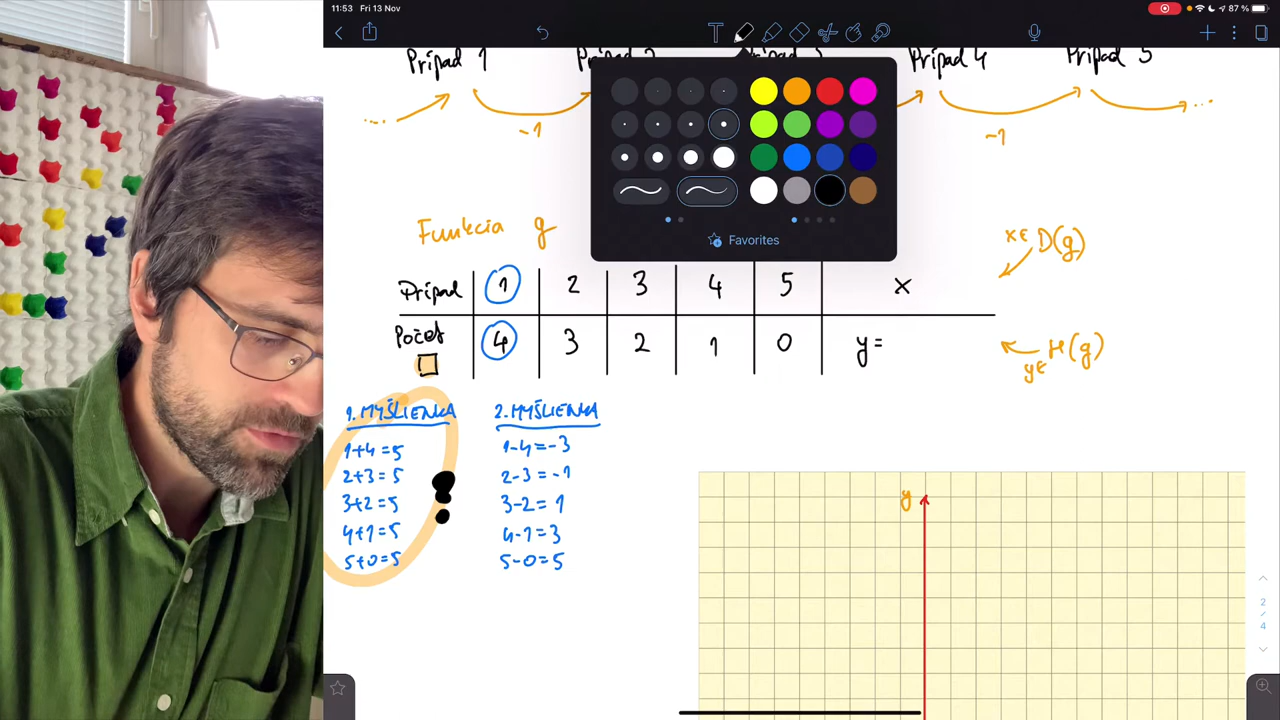 11:53 Fri 13 Nov
87 %
T
Prípad 1
Prípad 4
Prípad 5
-1
-1
Favorites
Funkcia g
x∈ D(g)
Prípad 1 2 3 4 5 x
Počet 4 3 2 1 0 y=
y∈ H(g)
1. MYŠLIENKA
1+4=5
2+3=5
3+2=5
4+1=5
5+0=5
2. MYŠLIENKA
1-4=-3
2-3=-1
3-2=1
4-1=3
5-0=5
y
2
4